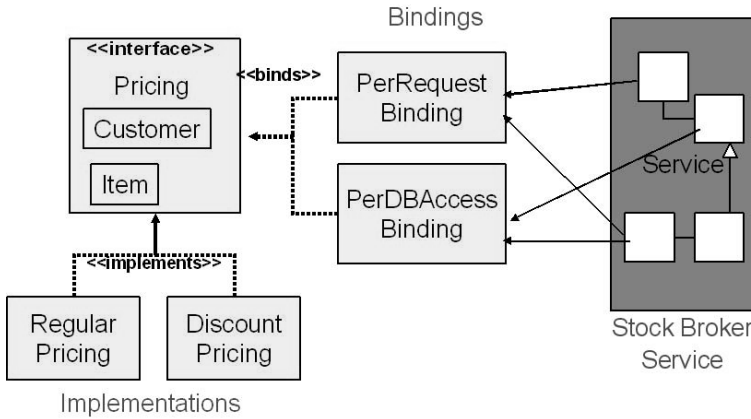 Bindings
<<interface>>
Pricing
Customer
Item
<<binds>>
PerRequest
Binding
PerDBAccess
Binding
Service
<<implements>>
Regular
Pricing
Discount
Pricing
Implementations
Stock Broker
Service